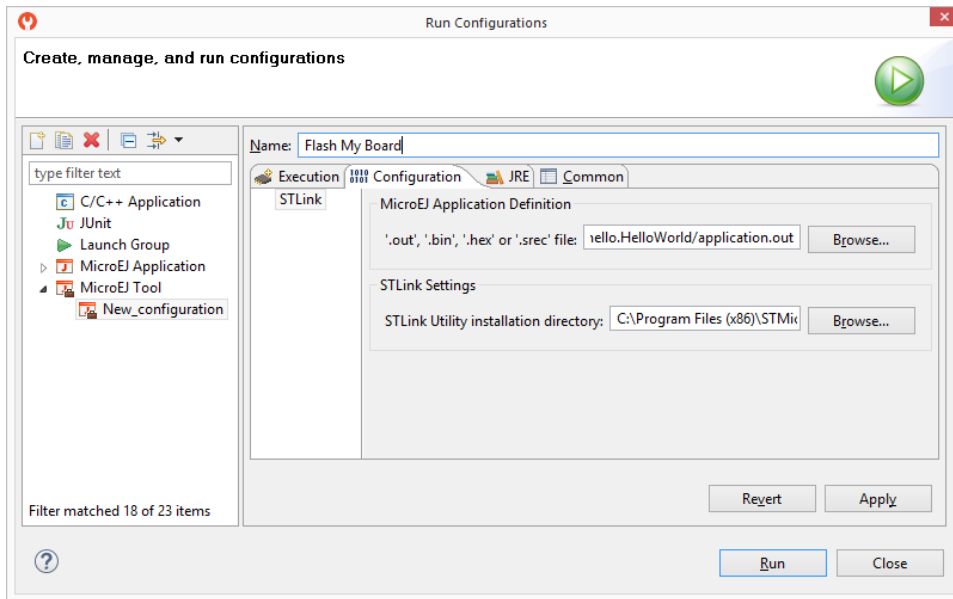 Run Configurations
Create, manage, and run configurations
type filter text
C/C++ Application
Ju JUnit
Launch Group
MicroEJ Application
MicroEJ Tool
New_configuration
Filter matched 18 of 23 items
Name: Flash My Board
Execution Configuration JRE Common
STLink
MicroEJ Application Definition
'.out', '.bin', '.hex' or '.srec' file: hello.HelloWorld/application.out Browse...
STLink Settings
STLink Utility installation directory: C:\Program Files (x86)\STMic Browse...
Revert Apply
? Run Close